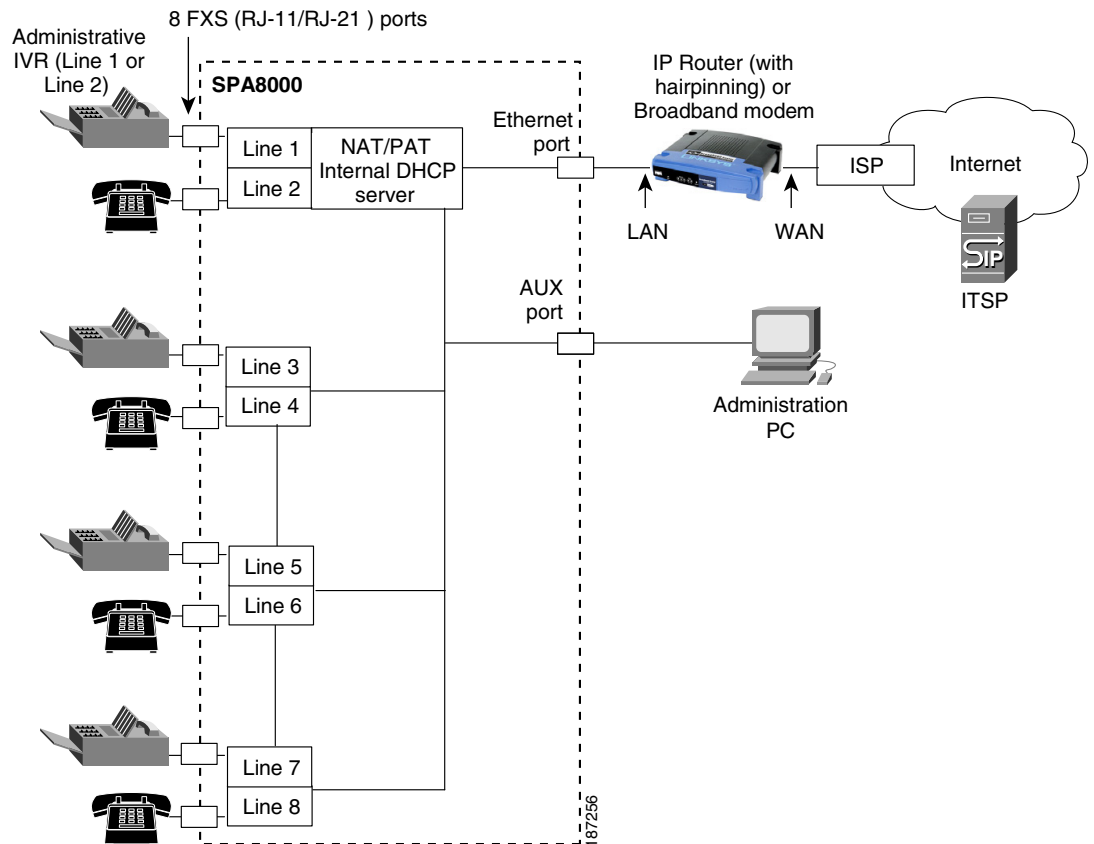 8 FXS (RJ-11/RJ-21 ) ports
Administrative
IVR (Line 1 or
Line 2)
SPA8000
Line 1
Line 2
NAT/PAT
Internal DHCP
server
Ethernet
port
IP Router (with
hairpinning) or
Broadband modem
LAN
WAN
ISP
Internet
SIP
ITSP
AUX
port
Administration
PC
Line 3
Line 4
Line 5
Line 6
Line 7
Line 8
187256